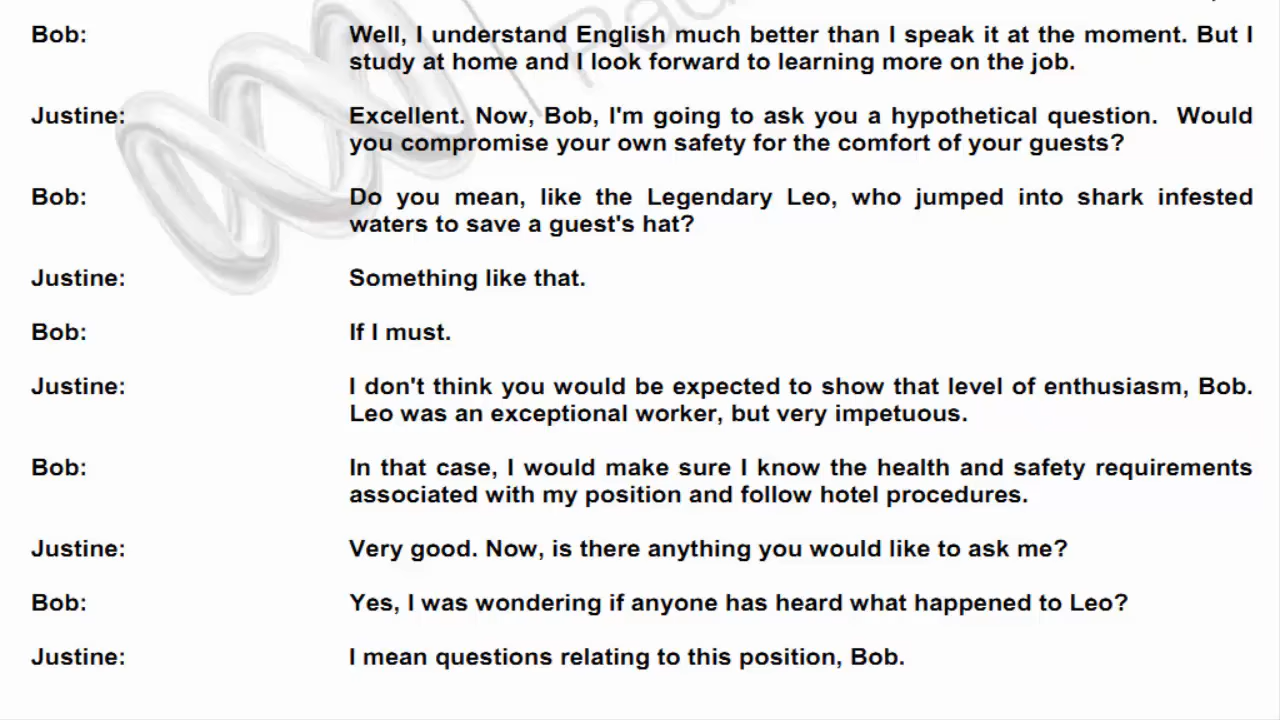 Bob: Well, I understand English much better than I speak it at the moment. But I
study at home and I look forward to learning more on the job.
Justine: Excellent. Now, Bob, I'm going to ask you a hypothetical question. Would
you compromise your own safety for the comfort of your guests?
Bob: Do you mean, like the Legendary Leo, who jumped into shark infested
waters to save a guest's hat?
Justine: Something like that.
Bob: If I must.
Justine: I don't think you would be expected to show that level of enthusiasm, Bob.
Leo was an exceptional worker, but very impetuous.
Bob: In that case, I would make sure I know the health and safety requirements
associated with my position and follow hotel procedures.
Justine: Very good. Now, is there anything you would like to ask me?
Bob: Yes, I was wondering if anyone has heard what happened to Leo?
Justine: I mean questions relating to this position, Bob.